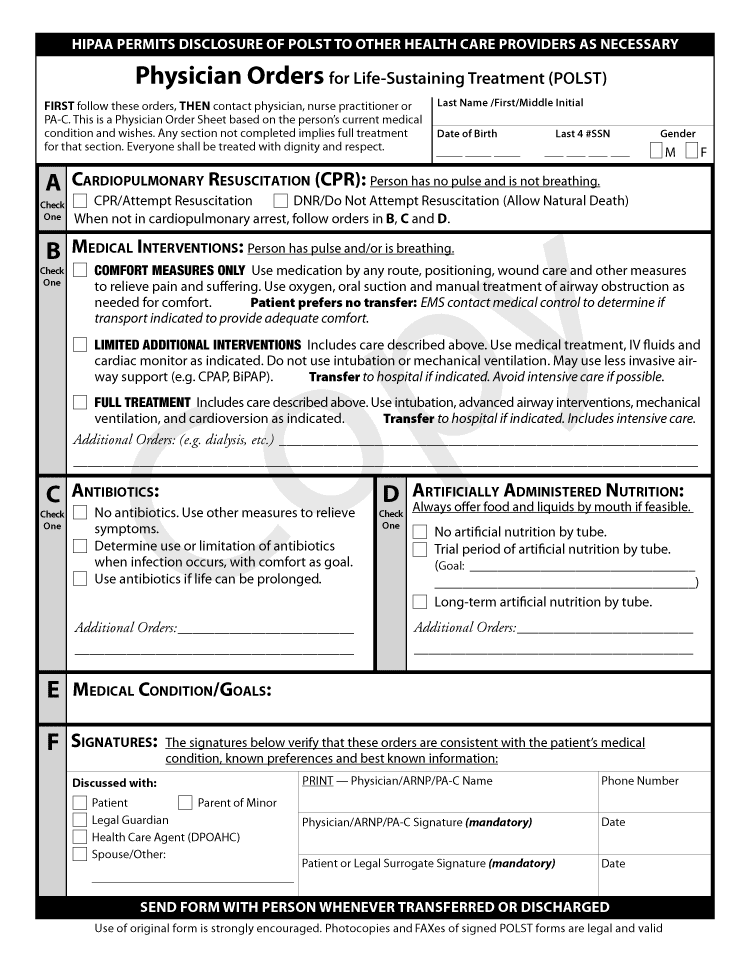 HIPAA PERMITS DISCLOSURE OF POLST TO OTHER HEALTH CARE PROVIDERS AS NECESSARY
Physician Orders for Life-Sustaining Treatment (POLST)
FIRST follow these orders, THEN contact physician, nurse practitioner or
PA-C. This is a Physician Order Sheet based on the person's current medical
condition and wishes. Any section not completed implies full treatment
for that section. Everyone shall be treated with dignity and respect.
Last Name /First/Middle Initial
Date of Birth Last 4 #SSN Gender
____ ____ ____ ___ ___ ___ ___ M F
A
Check
One
CARDIOPULMONARY RESUSCITATION (CPR): Person has no pulse and is not breathing.
CPR/Attempt Resuscitation DNR/Do Not Attempt Resuscitation (Allow Natural Death)
When not in cardiopulmonary arrest, follow orders in B, C and D.
B
Check
One
MEDICAL INTERVENTIONS: Person has pulse and/or is breathing.
COMFORT MEASURES ONLY Use medication by any route, positioning, wound care and other measures
to relieve pain and suffering. Use oxygen, oral suction and manual treatment of airway obstruction as
needed for comfort. Patient prefers no transfer: EMS contact medical control to determine if
transport indicated to provide adequate comfort.
LIMITED ADDITIONAL INTERVENTIONS Includes care described above. Use medical treatment, IV fluids and
cardiac monitor as indicated. Do not use intubation or mechanical ventilation. May use less invasive air-
way support (e.g. CPAP, BiPAP). Transfer to hospital if indicated. Avoid intensive care if possible.
FULL TREATMENT Includes care described above. Use intubation, advanced airway interventions, mechanical
ventilation, and cardioversion as indicated. Transfer to hospital if indicated. Includes intensive care.
Additional Orders: (e.g. dialysis, etc.)
Copy
C
Check
One
ANTIBIOTICS:
No antibiotics. Use other measures to relieve
symptoms.
Determine use or limitation of antibiotics
when infection occurs, with comfort as goal.
Use antibiotics if life can be prolonged.
Additional Orders:
D
Check
One
ARTIFICIALLY ADMINISTERED NUTRITION:
Always offer food and liquids by mouth if feasible.
No artificial nutrition by tube.
Trial period of artificial nutrition by tube.
(Goal:
)
Long-term artificial nutrition by tube.
Additional Orders:
E
MEDICAL CONDITION/GOALS:
F
SIGNATURES: The signatures below verify that these orders are consistent with the patient's medical
condition, known preferences and best known information:
Discussed with:
Patient Parent of Minor
Legal Guardian
Health Care Agent (DPOAHC)
Spouse/Other:
PRINT — Physician/ARNP/PA-C Name Phone Number
Physician/ARNP/PA-C Signature (mandatory) Date
Patient or Legal Surrogate Signature (mandatory) Date
SEND FORM WITH PERSON WHENEVER TRANSFERRED OR DISCHARGED
Use of original form is strongly encouraged. Photocopies and FAXes of signed POLST forms are legal and valid